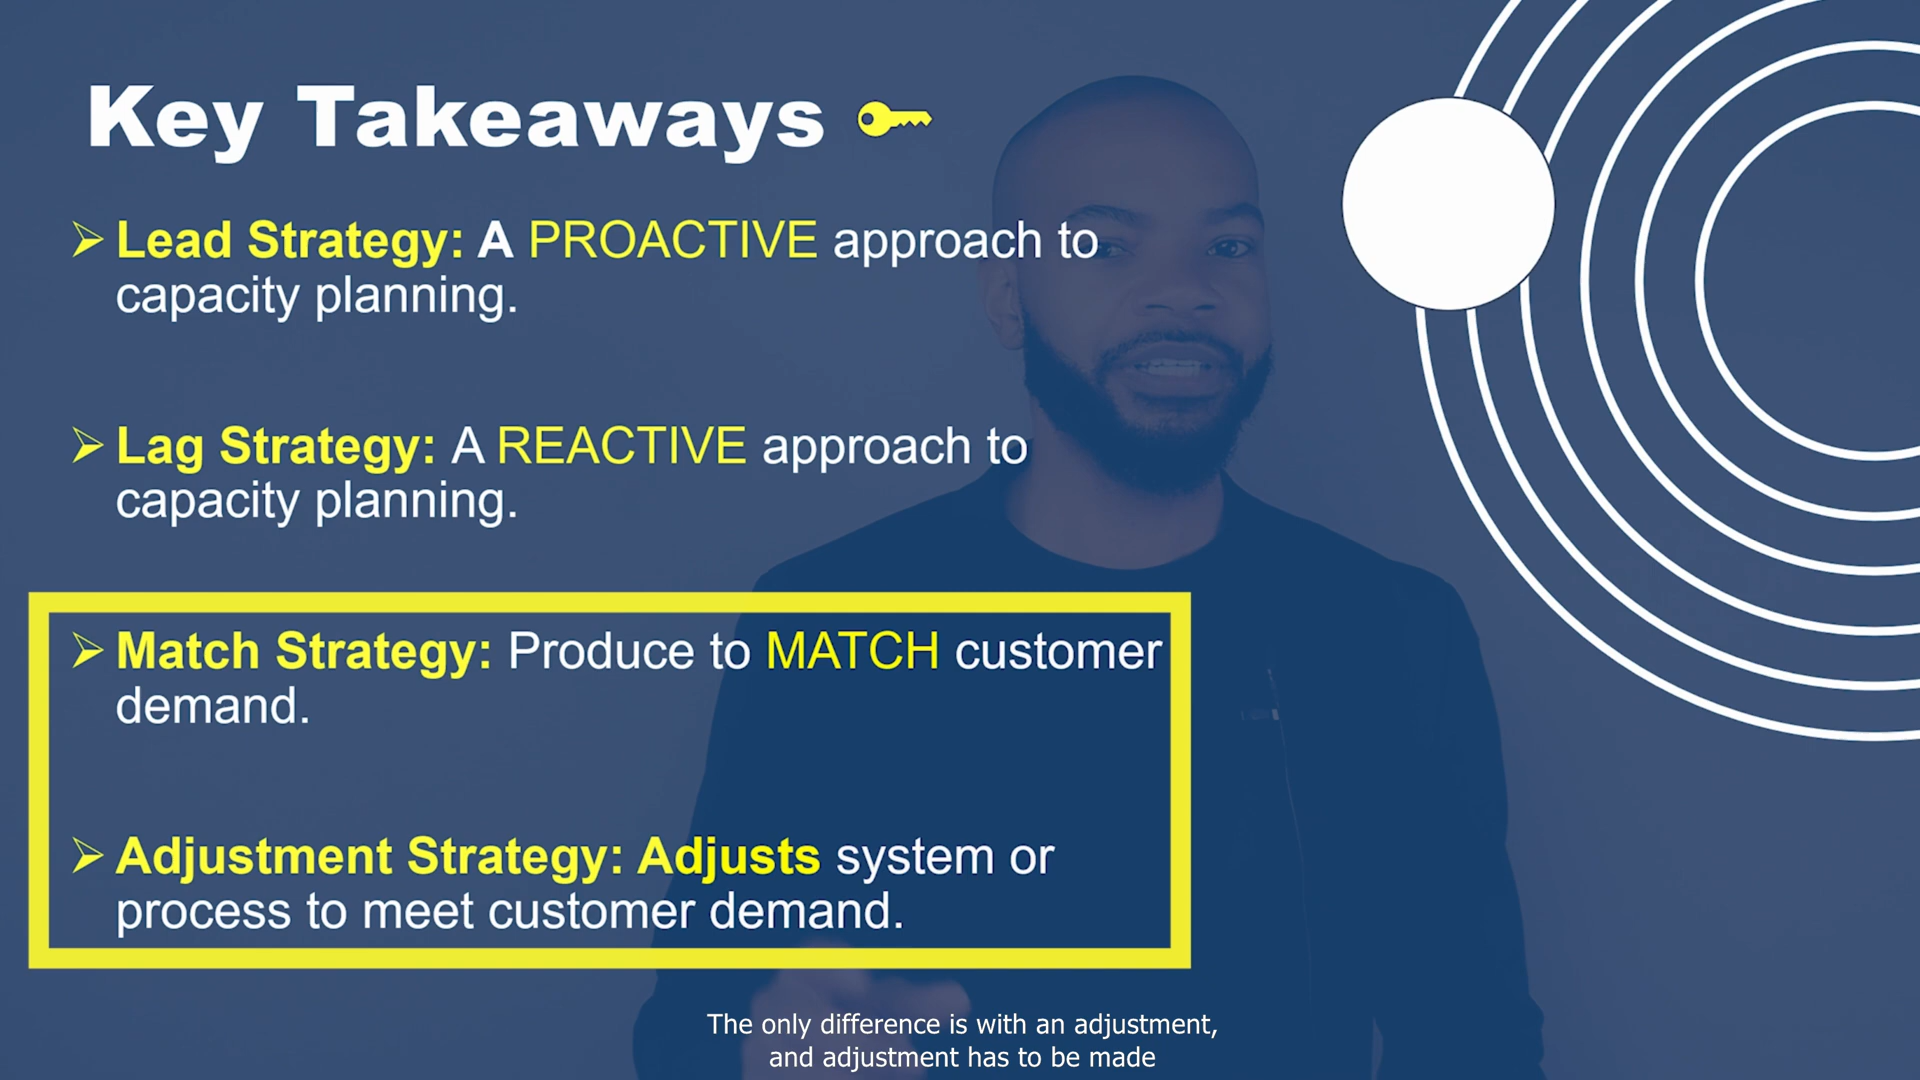 Key Takeaways
Lead Strategy: A PROACTIVE approach to
capacity planning.
Lag Strategy: A REACTIVE approach to
capacity planning.
Match Strategy: Produce to MATCH customer
demand.
Adjustment Strategy: Adjusts system or
process to meet customer demand.
The only difference is with an adjustment,
and adjustment has to be made